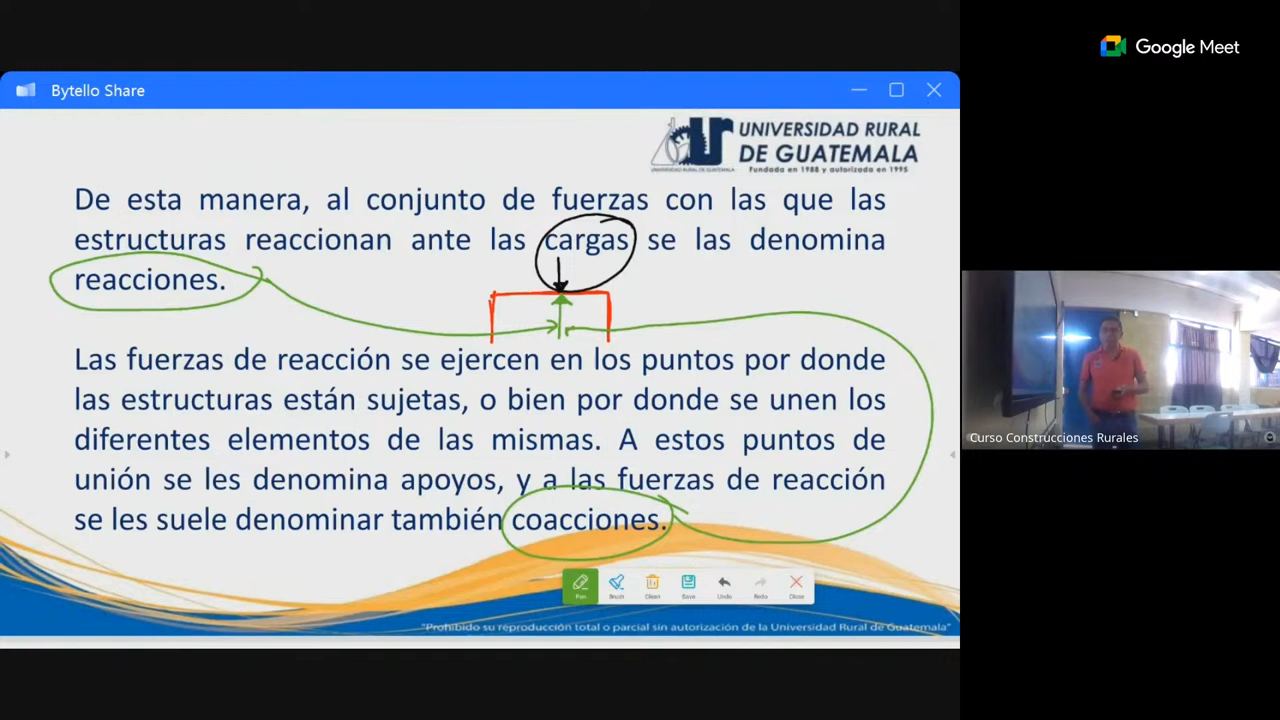 Google Meet
Bytello Share
UNIVERSIDAD RURAL
DE GUATEMALA
Fundada en 1988 y autorizada en 1995
De esta manera, al conjunto de fuerzas con las que las
estructuras reaccionan ante las cargas se las denomina
reacciones.
Las fuerzas de reacción se ejercen en los puntos por donde
las estructuras están sujetas, o bien por donde se unen los
diferentes elementos de las mismas. A estos puntos de
unión se les denomina apoyos, y a las fuerzas de reacción
se les suele denominar también coacciones.
Curso Construcciones Rurales
Pen Brush Clean Save Undo Redo Close
"Prohibido su reproducción total o parcial sin autorización de la Universidad Rural de Guatemala"